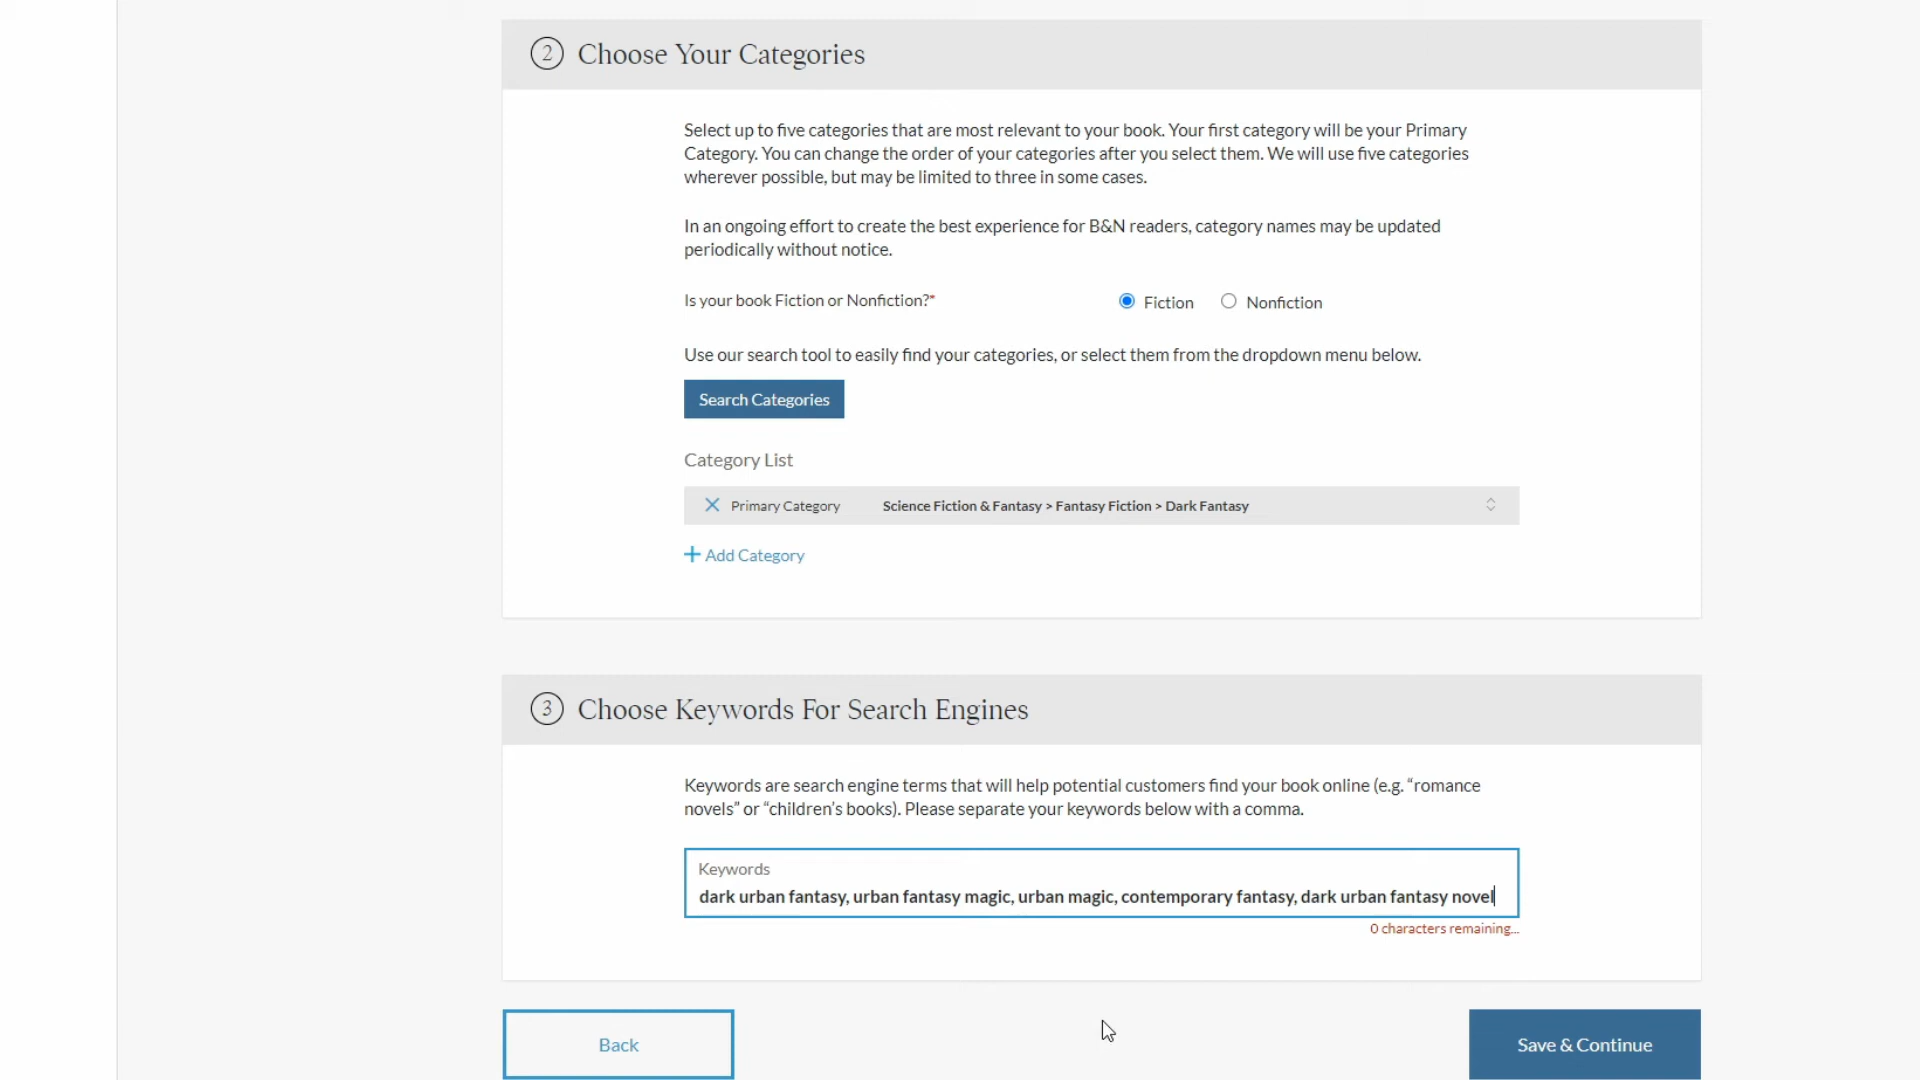 2 Choose Your Categories
Select up to five categories that are most relevant to your book. Your first category will be your Primary
Category. You can change the order of your categories after you select them. We will use five categories
wherever possible, but may be limited to three in some cases.
In an ongoing effort to create the best experience for B&N readers, category names may be updated
periodically without notice.
Is your book Fiction or Nonfiction?* Fiction Nonfiction
Use our search tool to easily find your categories, or select them from the dropdown menu below.
Search Categories
Category List
Primary Category Science Fiction & Fantasy > Fantasy Fiction > Dark Fantasy
Add Category
3 Choose Keywords For Search Engines
Keywords are search engine terms that will help potential customers find your book online (e.g. “romance
novels” or “children’s books). Please separate your keywords below with a comma.
Keywords
dark urban fantasy, urban fantasy magic, urban magic, contemporary fantasy, dark urban fantasy novel
0 characters remaining...
Back Save & Continue